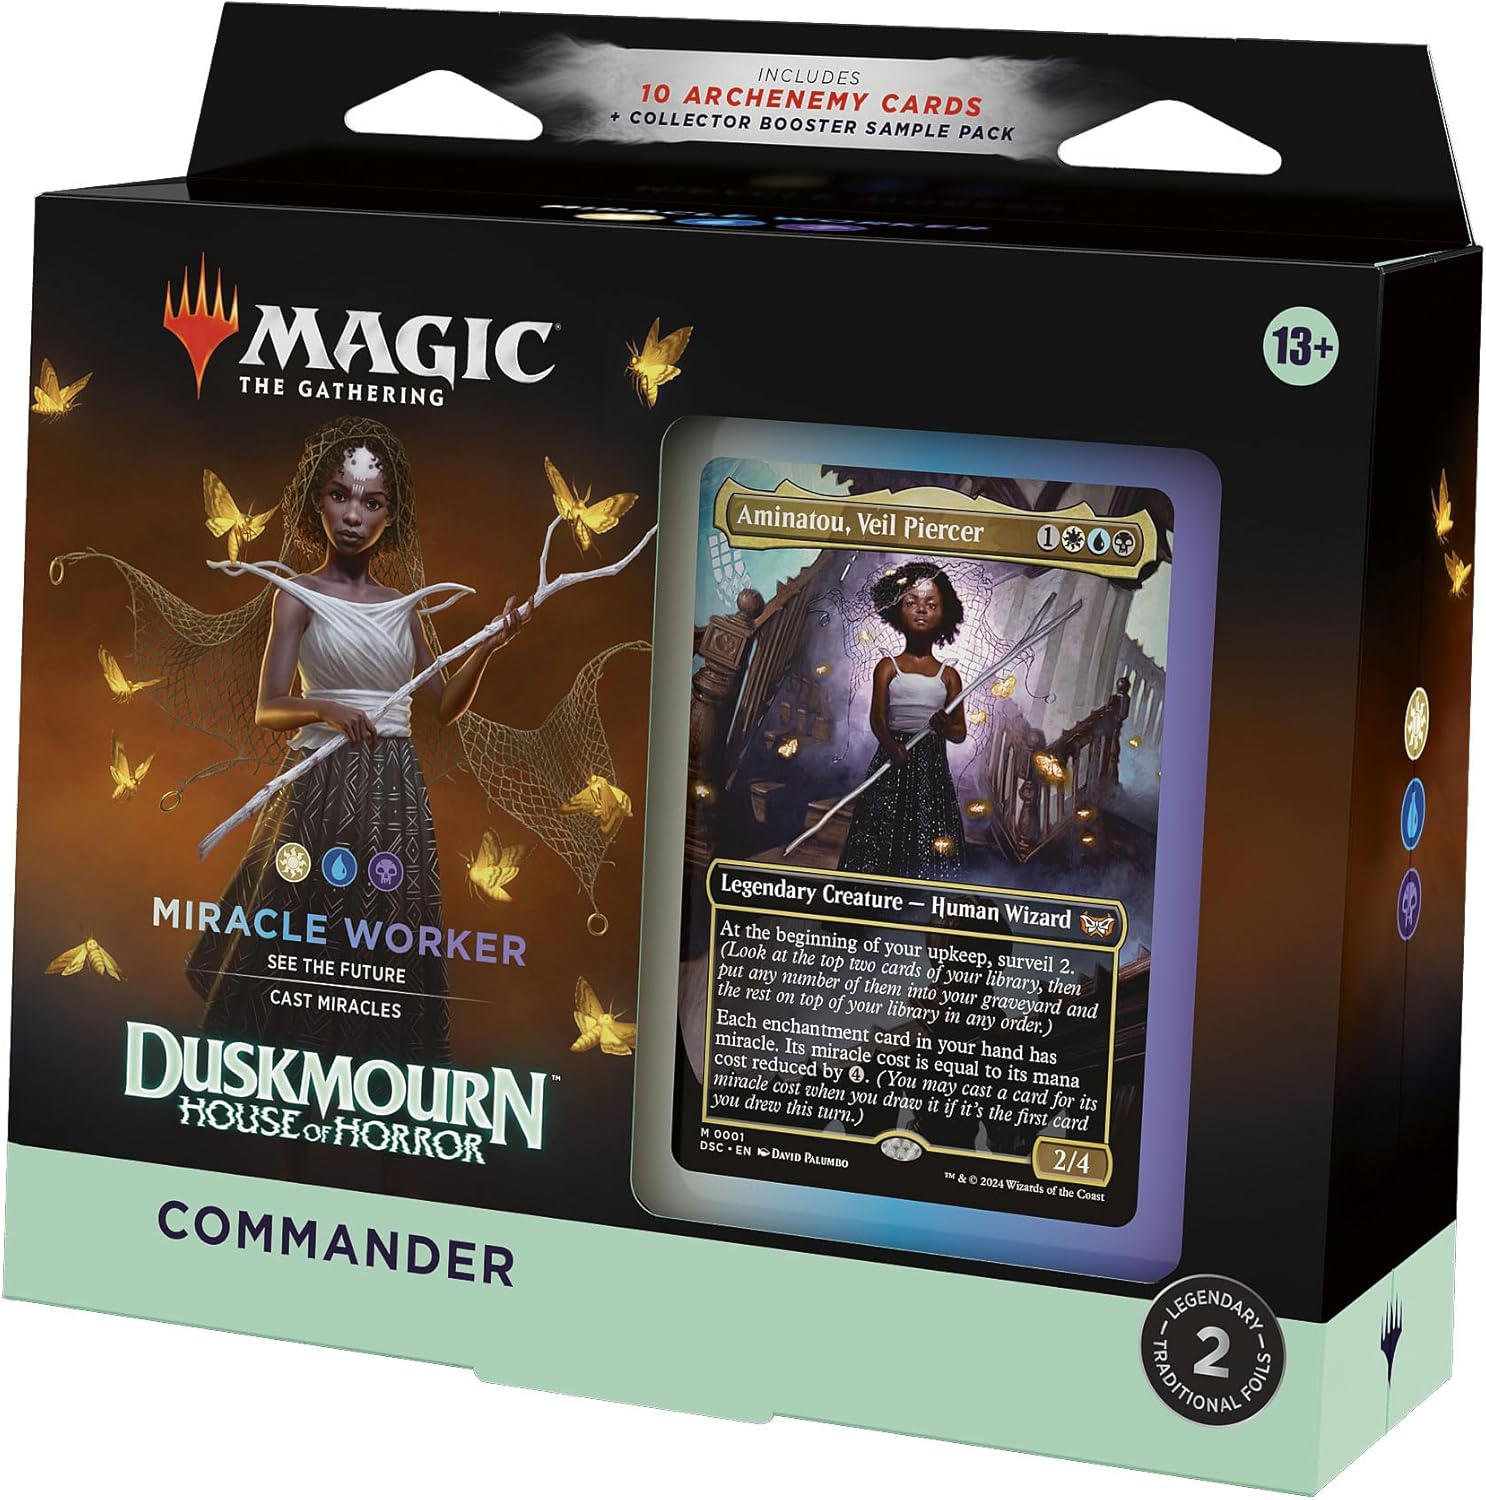 INCLUDES
10 ARCHENEMY CARDS
+ COLLECTOR BOOSTER SAMPLE PACK
MIRACLE WORKER
MAGIC
THE GATHERING
13+
Aminatou, Veil Piercer 1
Legendary Creature — Human Wizard
At the beginning of your upkeep, surveil 2.
(Look at the top two cards of your library, then
put any number of them into your graveyard and
the rest on top of your library in any order.)
Each enchantment card in your hand has
miracle. Its miracle cost is equal to its mana
cost reduced by 4. (You may cast a card for its
miracle cost when you draw it if it's the first card
you drew this turn.)
2/4
M 0001
DSC • EN DAVID PALUMBO
™ & © 2024 Wizards of the Coast
MIRACLE WORKER
SEE THE FUTURE
CAST MIRACLES
DUSKMOURN™
HOUSE OF HORROR
COMMANDER
LEGENDARY
2
TRADITIONAL FOILS